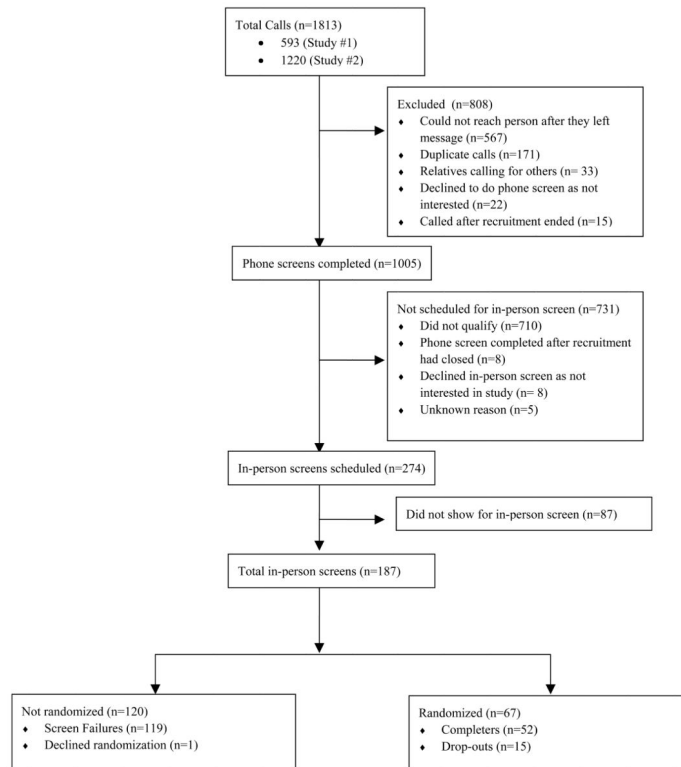 Total Calls (n=1813)
• 593 (Study #1)
• 1220 (Study #2)
Excluded (n=808)
♦ Could not reach person after they left
message (n=567)
♦ Duplicate calls (n=171)
♦ Relatives calling for others (n= 33)
♦ Declined to do phone screen as not
interested (n=22)
♦ Called after recruitment ended (n=15)
Phone screens completed (n=1005)
Not scheduled for in-person screen (n=731)
♦ Did not qualify (n=710)
♦ Phone screen completed after recruitment
had closed (n=8)
♦ Declined in-person screen as not
interested in study (n= 8)
♦ Unknown reason (n=5)
In-person screens scheduled (n=274)
Did not show for in-person screen (n=87)
Total in-person screens (n=187)
Not randomized (n=120)
♦ Screen Failures (n=119)
♦ Declined randomization (n=1)
Randomized (n=67)
♦ Completers (n=52)
♦ Drop-outs (n=15)